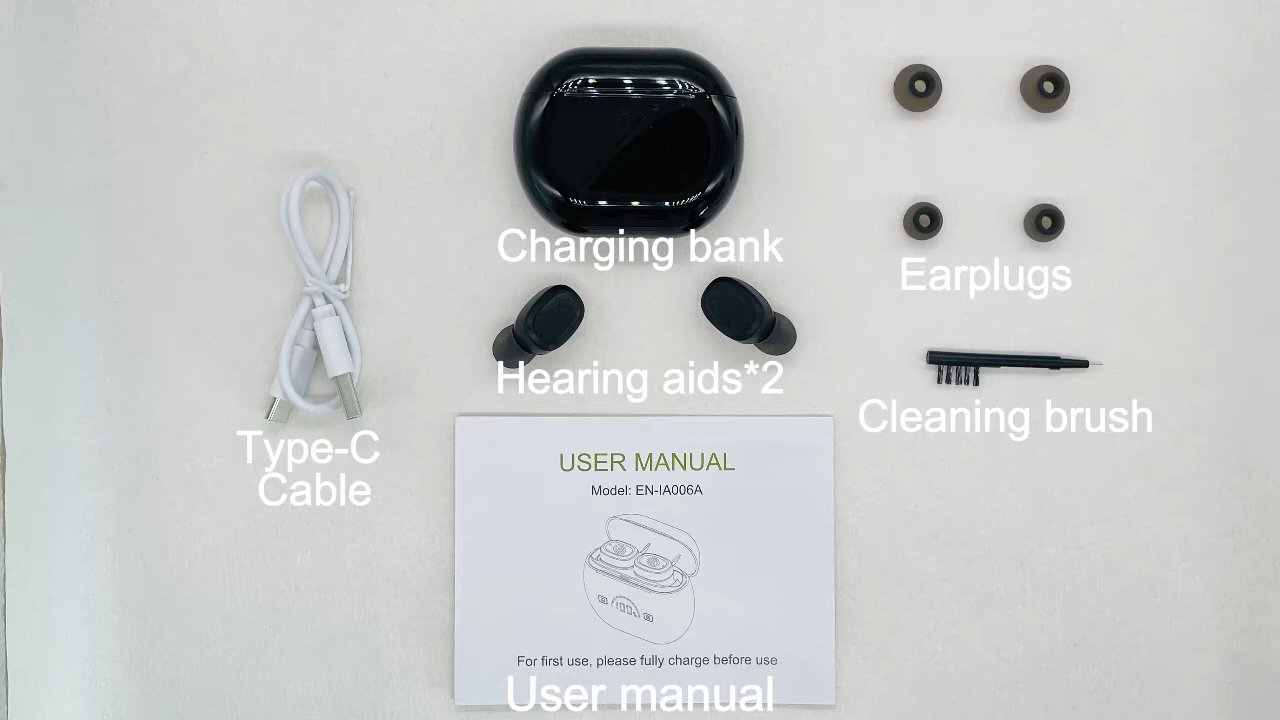 Charging bank
Earplugs
Hearing aids*2
Cleaning brush
Type-C
Cable
USER MANUAL
Model: EN-IA006A
100
For first use, please fully charge before use
User manual